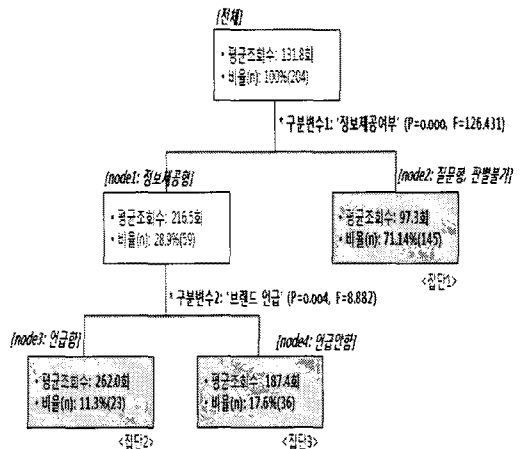 [전체]
• 평균조회수: 131.8회
• 비율(n): 100%(204)
* 구분변수1: '정보제공여부' (P=0.000, F=126.431)
[node1: 정보제공형]
[node2: 질문형, 판별불가]
• 평균조회수: 216.5회
• 비율(n): 28.9%(59)
• 평균조회수: 97.3회
• 비율(n): 71.14%(145)
<집단1>
* 구분변수2: '브랜드 언급' (P=0.004, F=8.882)
[node3: 언급함]
[node4: 언급안함]
• 평균조회수: 262.0회
• 비율(n): 11.3%(23)
• 평균조회수: 187.4회
• 비율(n): 17.6%(36)
<집단2>
<집단3>